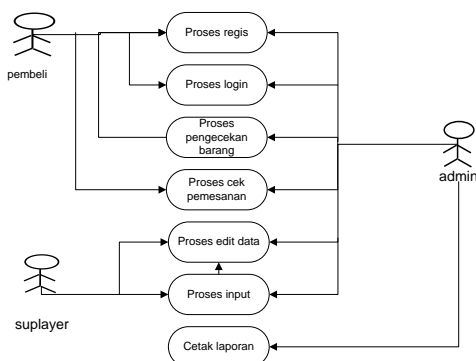 Proses regis
pembeli
Proses login
Proses
pengecekan
barang
admin
Proses cek
pemesanan
Proses edit data
Proses input
suplayer
Cetak laporan